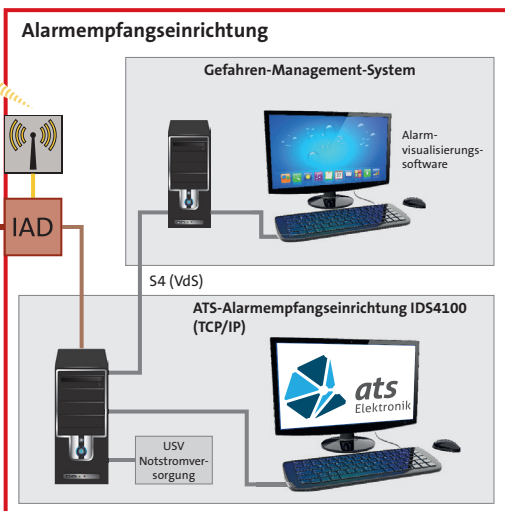 Alarmempfangseinrichtung
Gefahren-Management-System
Alarm-
visualisierungs-
software
IAD
S4 (VdS)
ATS-Alarmempfangseinrichtung IDS4100
(TCP/IP)
ats
Elektronik
USV
Notstromver-
sorgung